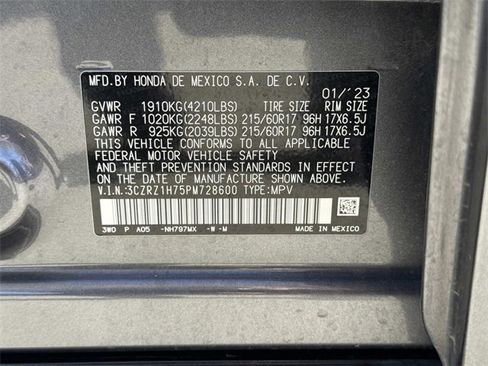 MFD. BY HONDA DE MEXICO S.A. DE C.V.
01/'23
GVWR 1910KG(4210LBS) TIRE SIZE RIM SIZE
GAWR F 1020KG(2248LBS) 215/60R17 96H 17X6.5J
GAWR R 925KG(2039LBS) 215/60R17 96H 17X6.5J
THIS VEHICLE CONFORMS TO ALL APPLICABLE
FEDERAL MOTOR VEHICLE SAFETY
AND THEFT PREVENTION STANDARDS IN EFFECT
ON THE DATE OF MANUFACTURE SHOWN ABOVE.
V.I.N.:3CZRZ1H75PM728600 TYPE:MPV
3W0 P A05 -NH797MX -W -M MADE IN MEXICO